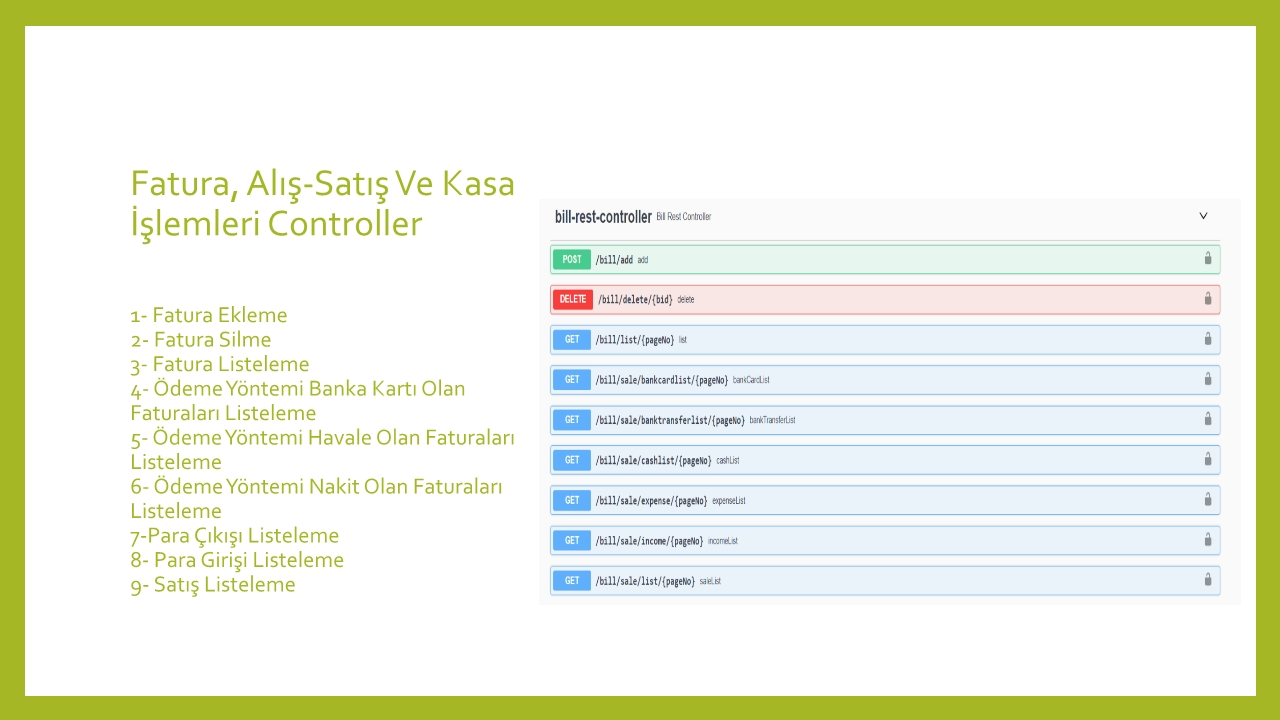 Fatura, Alış-Satış Ve Kasa
İşlemleri Controller
1- Fatura Ekleme
2- Fatura Silme
3- Fatura Listeleme
4- Ödeme Yöntemi Banka Kartı Olan
Faturaları Listeleme
5- Ödeme Yöntemi Havale Olan Faturaları
Listeleme
6- Ödeme Yöntemi Nakit Olan Faturaları
Listeleme
7-Para Çıkışı Listeleme
8- Para Girişi Listeleme
9- Satış Listeleme
bill-rest-controller Bill Rest Controller
POST /bill/add add
DELETE /bill/delete/{bid} delete
GET /bill/list/{pageNo} list
GET /bill/sale/bankcardlist/{pageNo} bankCardList
GET /bill/sale/banktransferlist/{pageNo} bankTransferList
GET /bill/sale/cashlist/{pageNo} cashList
GET /bill/sale/expense/{pageNo} expenseList
GET /bill/sale/income/{pageNo} incomeList
GET /bill/sale/list/{pageNo} saleList